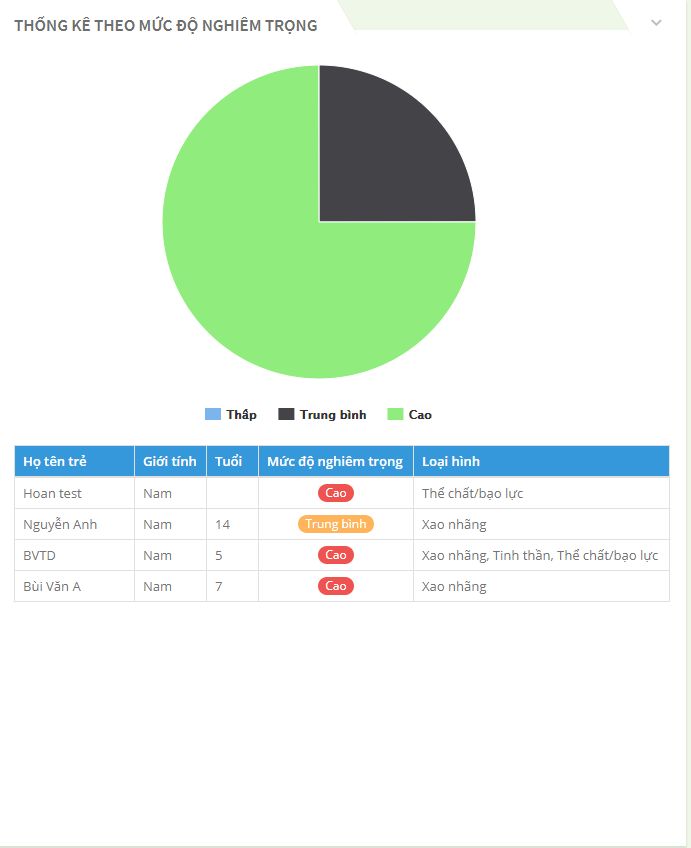 THỐNG KÊ THEO MỨC ĐỘ NGHIÊM TRỌNG
Thấp Trung bình Cao
Họ tên trẻ Giới tính Tuổi Mức độ nghiêm trọng Loại hình
Hoan test Nam Cao Thể chất/bạo lực
Nguyễn Anh Nam 14 Trung bình Xao nhãng
BVTD Nam 5 Cao Xao nhãng, Tinh thần, Thể chất/bạo lực
Bùi Văn A Nam 7 Cao Xao nhãng